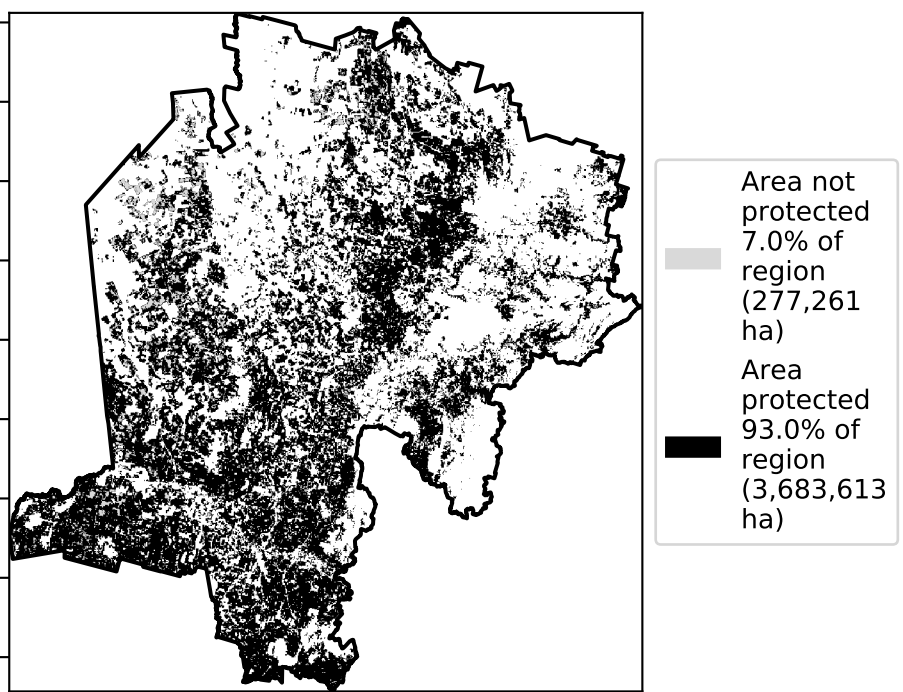 Area not
protected
7.0% of
region
(277,261
ha)
Area
protected
93.0% of
region
(3,683,613
ha)